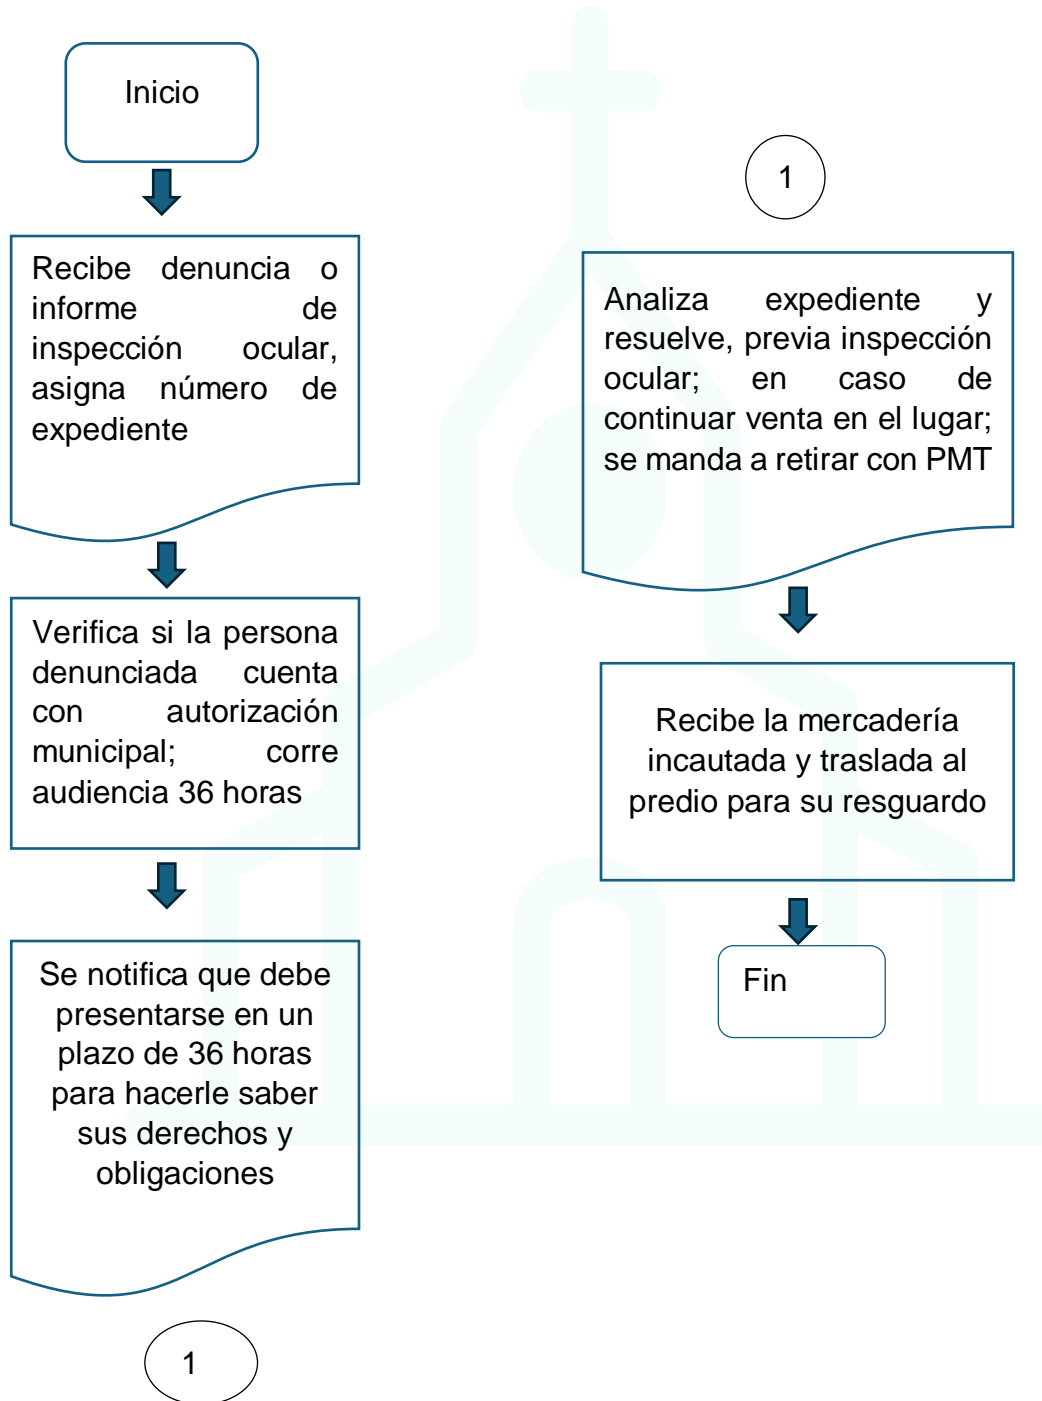 Inicio
Recibe denuncia o
informe de
inspección ocular,
asigna número de
expediente
Verifica si la persona
denunciada cuenta
con autorización
municipal; corre
audiencia 36 horas
Se notifica que debe
presentarse en un
plazo de 36 horas
para hacerle saber
sus derechos y
obligaciones
1
1
Analiza expediente y
resuelve, previa inspección
ocular; en caso de
continuar venta en el lugar;
se manda a retirar con PMT
Recibe la mercadería
incautada y traslada al
predio para su resguardo
Fin